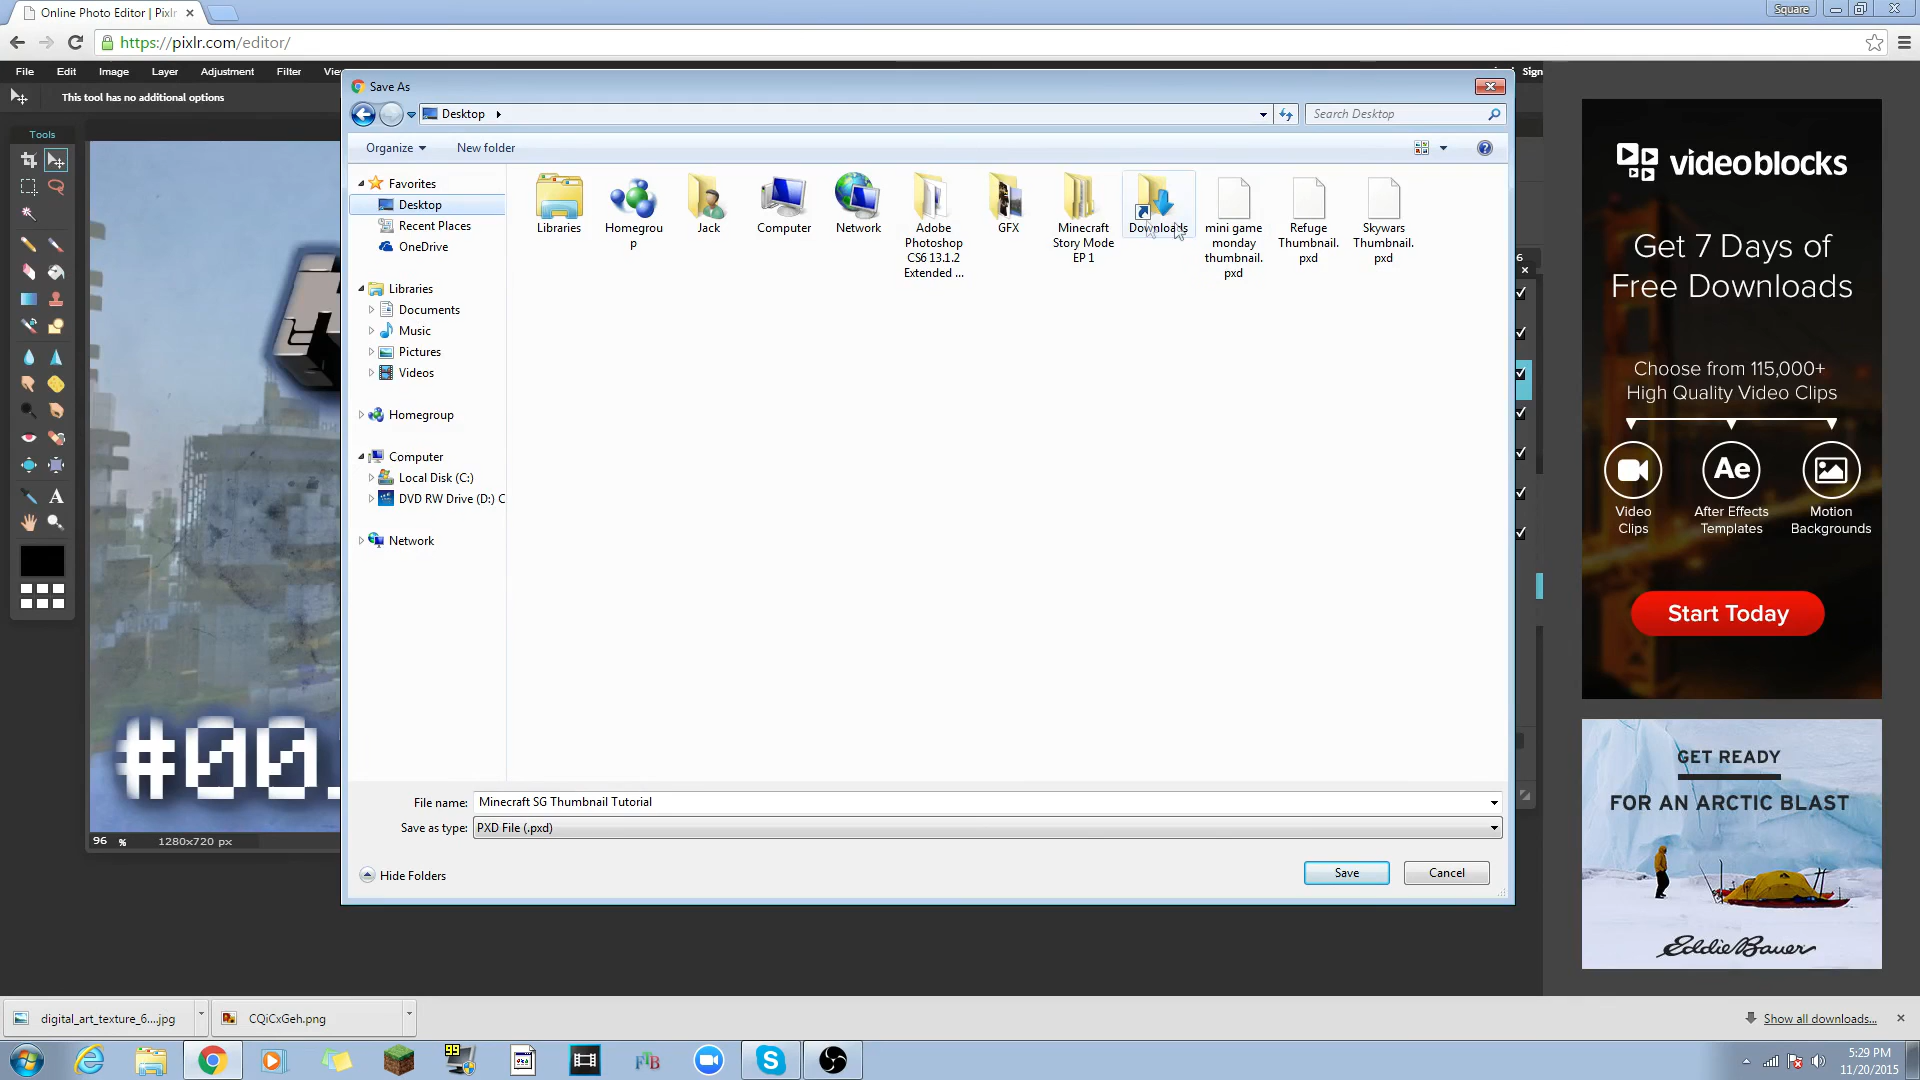 Online Photo Editor | Pixlr
Square
https://pixlr.com/editor/
File Edit Image Layer Adjustment Filter
Sign
This tool has no additional options
Tools
Save As
Desktop
Search Desktop
Organize New folder
Favorites
Desktop
Recent Places
OneDrive
Libraries
Documents
Music
Pictures
Videos
Homegroup
Computer
Local Disk (C:)
DVD RW Drive (D:) C
Network
Libraries
Homegrou
p
Jack
Computer
Network
Adobe
Photoshop
CS6 13.1.2
Extended ...
GFX
Minecraft
Story Mode
EP 1
Downloads
mini game
monday
thumbnail.
pxd
Refuge
Thumbnail.
pxd
Skywars
Thumbnail.
pxd
File name: Minecraft SG Thumbnail Tutorial
Save as type: PXD File (.pxd)
Hide Folders
Save
Cancel
#00.
96 %
1280x720 px
videoblocks
Get 7 Days of
Free Downloads
Choose from 115,000+
High Quality Video Clips
Ae
Video
Clips
After Effects
Templates
Motion
Backgrounds
Start Today
GET READY
FOR AN ARCTIC BLAST
Eddie Bauer
digital_art_texture_6....jpg
CQiCxGeh.png
Show all downloads...
99
FTB
5:29 PM
11/20/2015